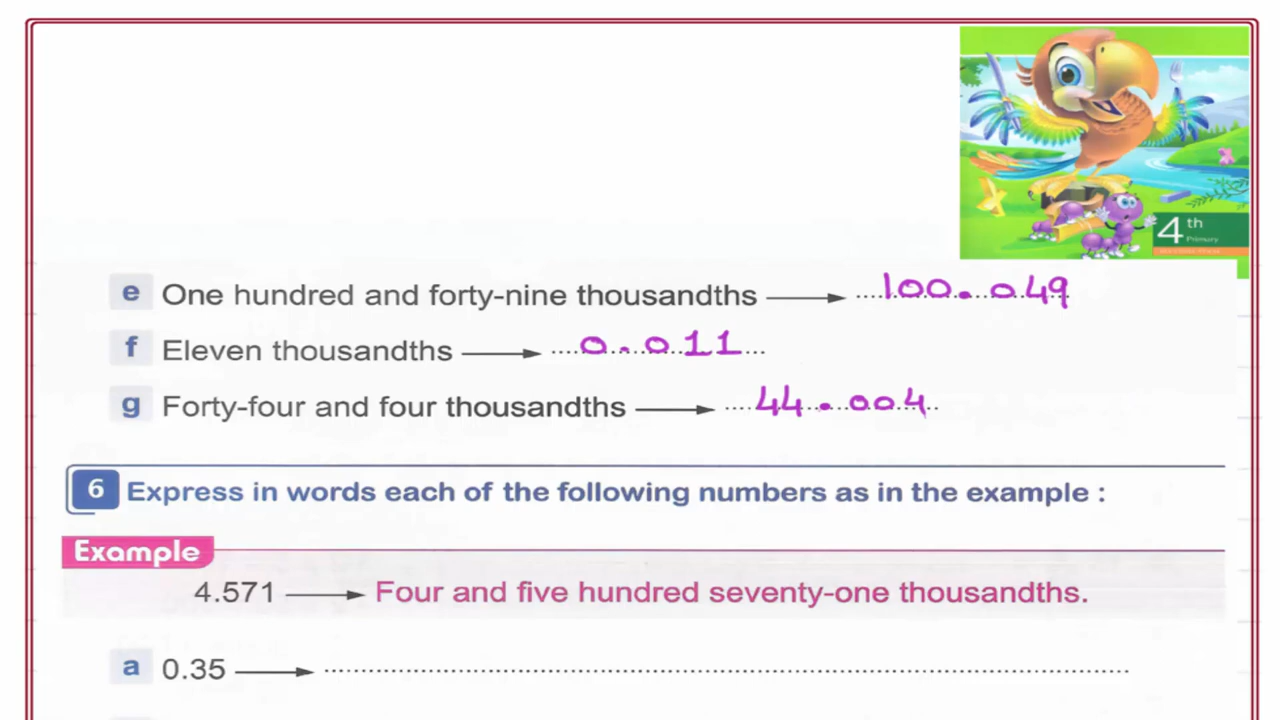 4th
Primary
e One hundred and forty-nine thousandths → 100.049
f Eleven thousandths → 0.011
g Forty-four and four thousandths → 44.004
6 Express in words each of the following numbers as in the example :
Example
4.571 → Four and five hundred seventy-one thousandths.
a 0.35 →